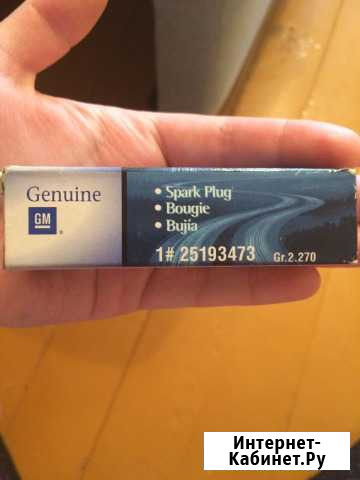 Genuine
GM
®
• Spark Plug
• Bougie
• Bujia
1# 25193473 Gr.2.270
Интернет-
Кабинет.Ру